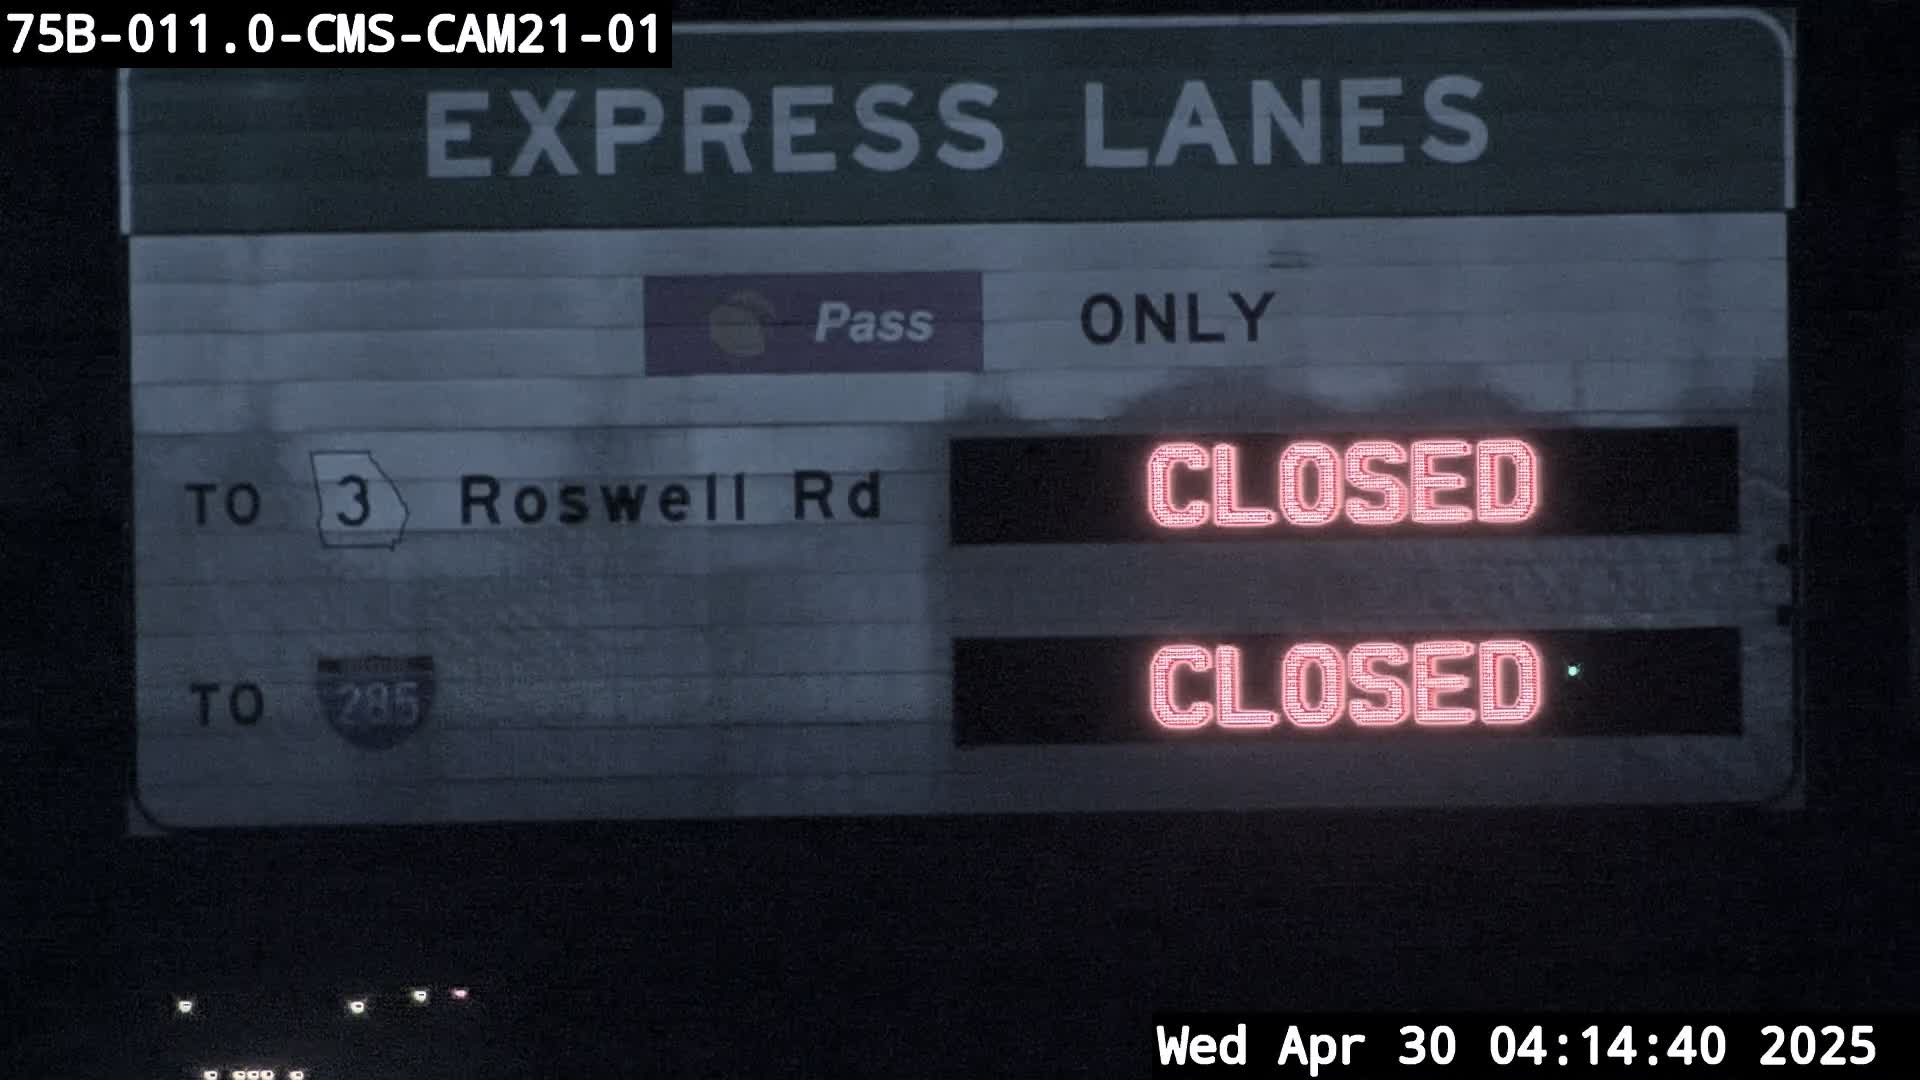 75B-011.0-CMS-CAM21-01
EXPRESS LANES
Pass ONLY
TO 3 Roswell Rd CLOSED
TO 285 CLOSED
Wed Apr 30 04:14:40 2025